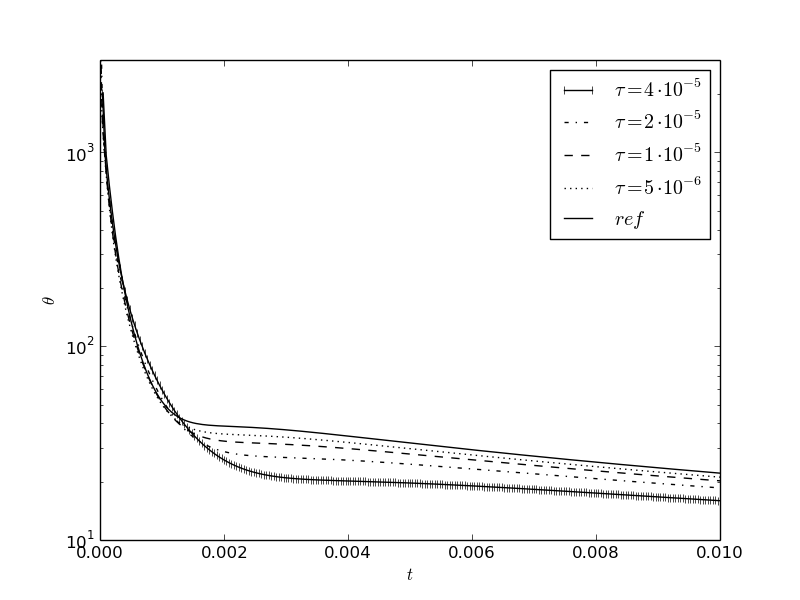 τ = 4 · 10⁻⁵
τ = 2 · 10⁻⁵
τ = 1 · 10⁻⁵
τ = 5 · 10⁻⁶
ref
10³
10²
10¹
θ
0.000 0.002 0.004 0.006 0.008 0.010
t